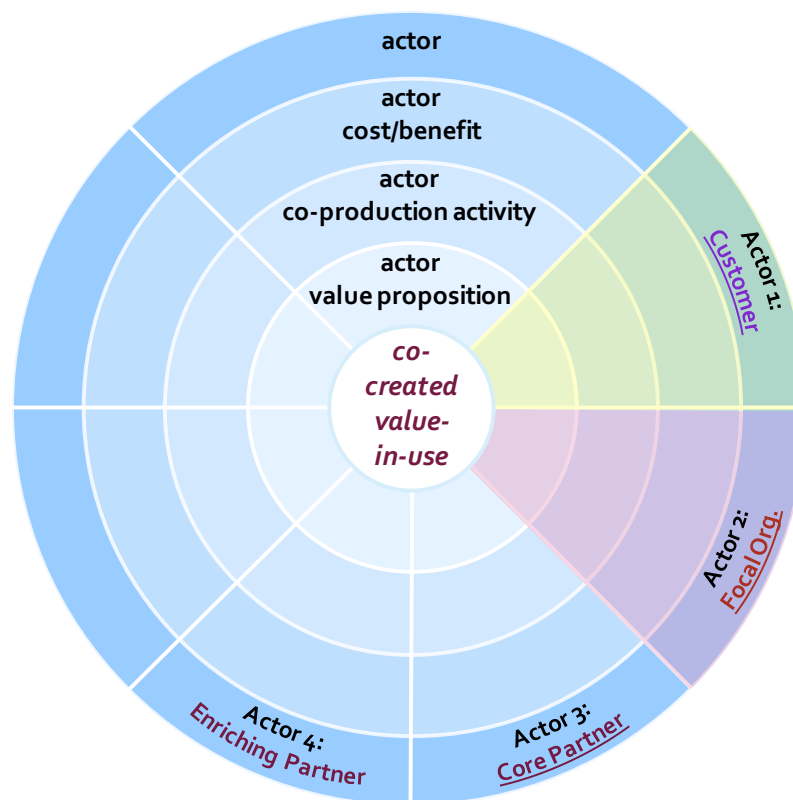 actor
actor
cost/benefit
actor
co-production activity
actor
value proposition
co-
created
value-
in-use
Actor 1:
Customer
Actor 2:
Focal Org.
Actor 3:
Core Partner
Actor 4:
Enriching Partner